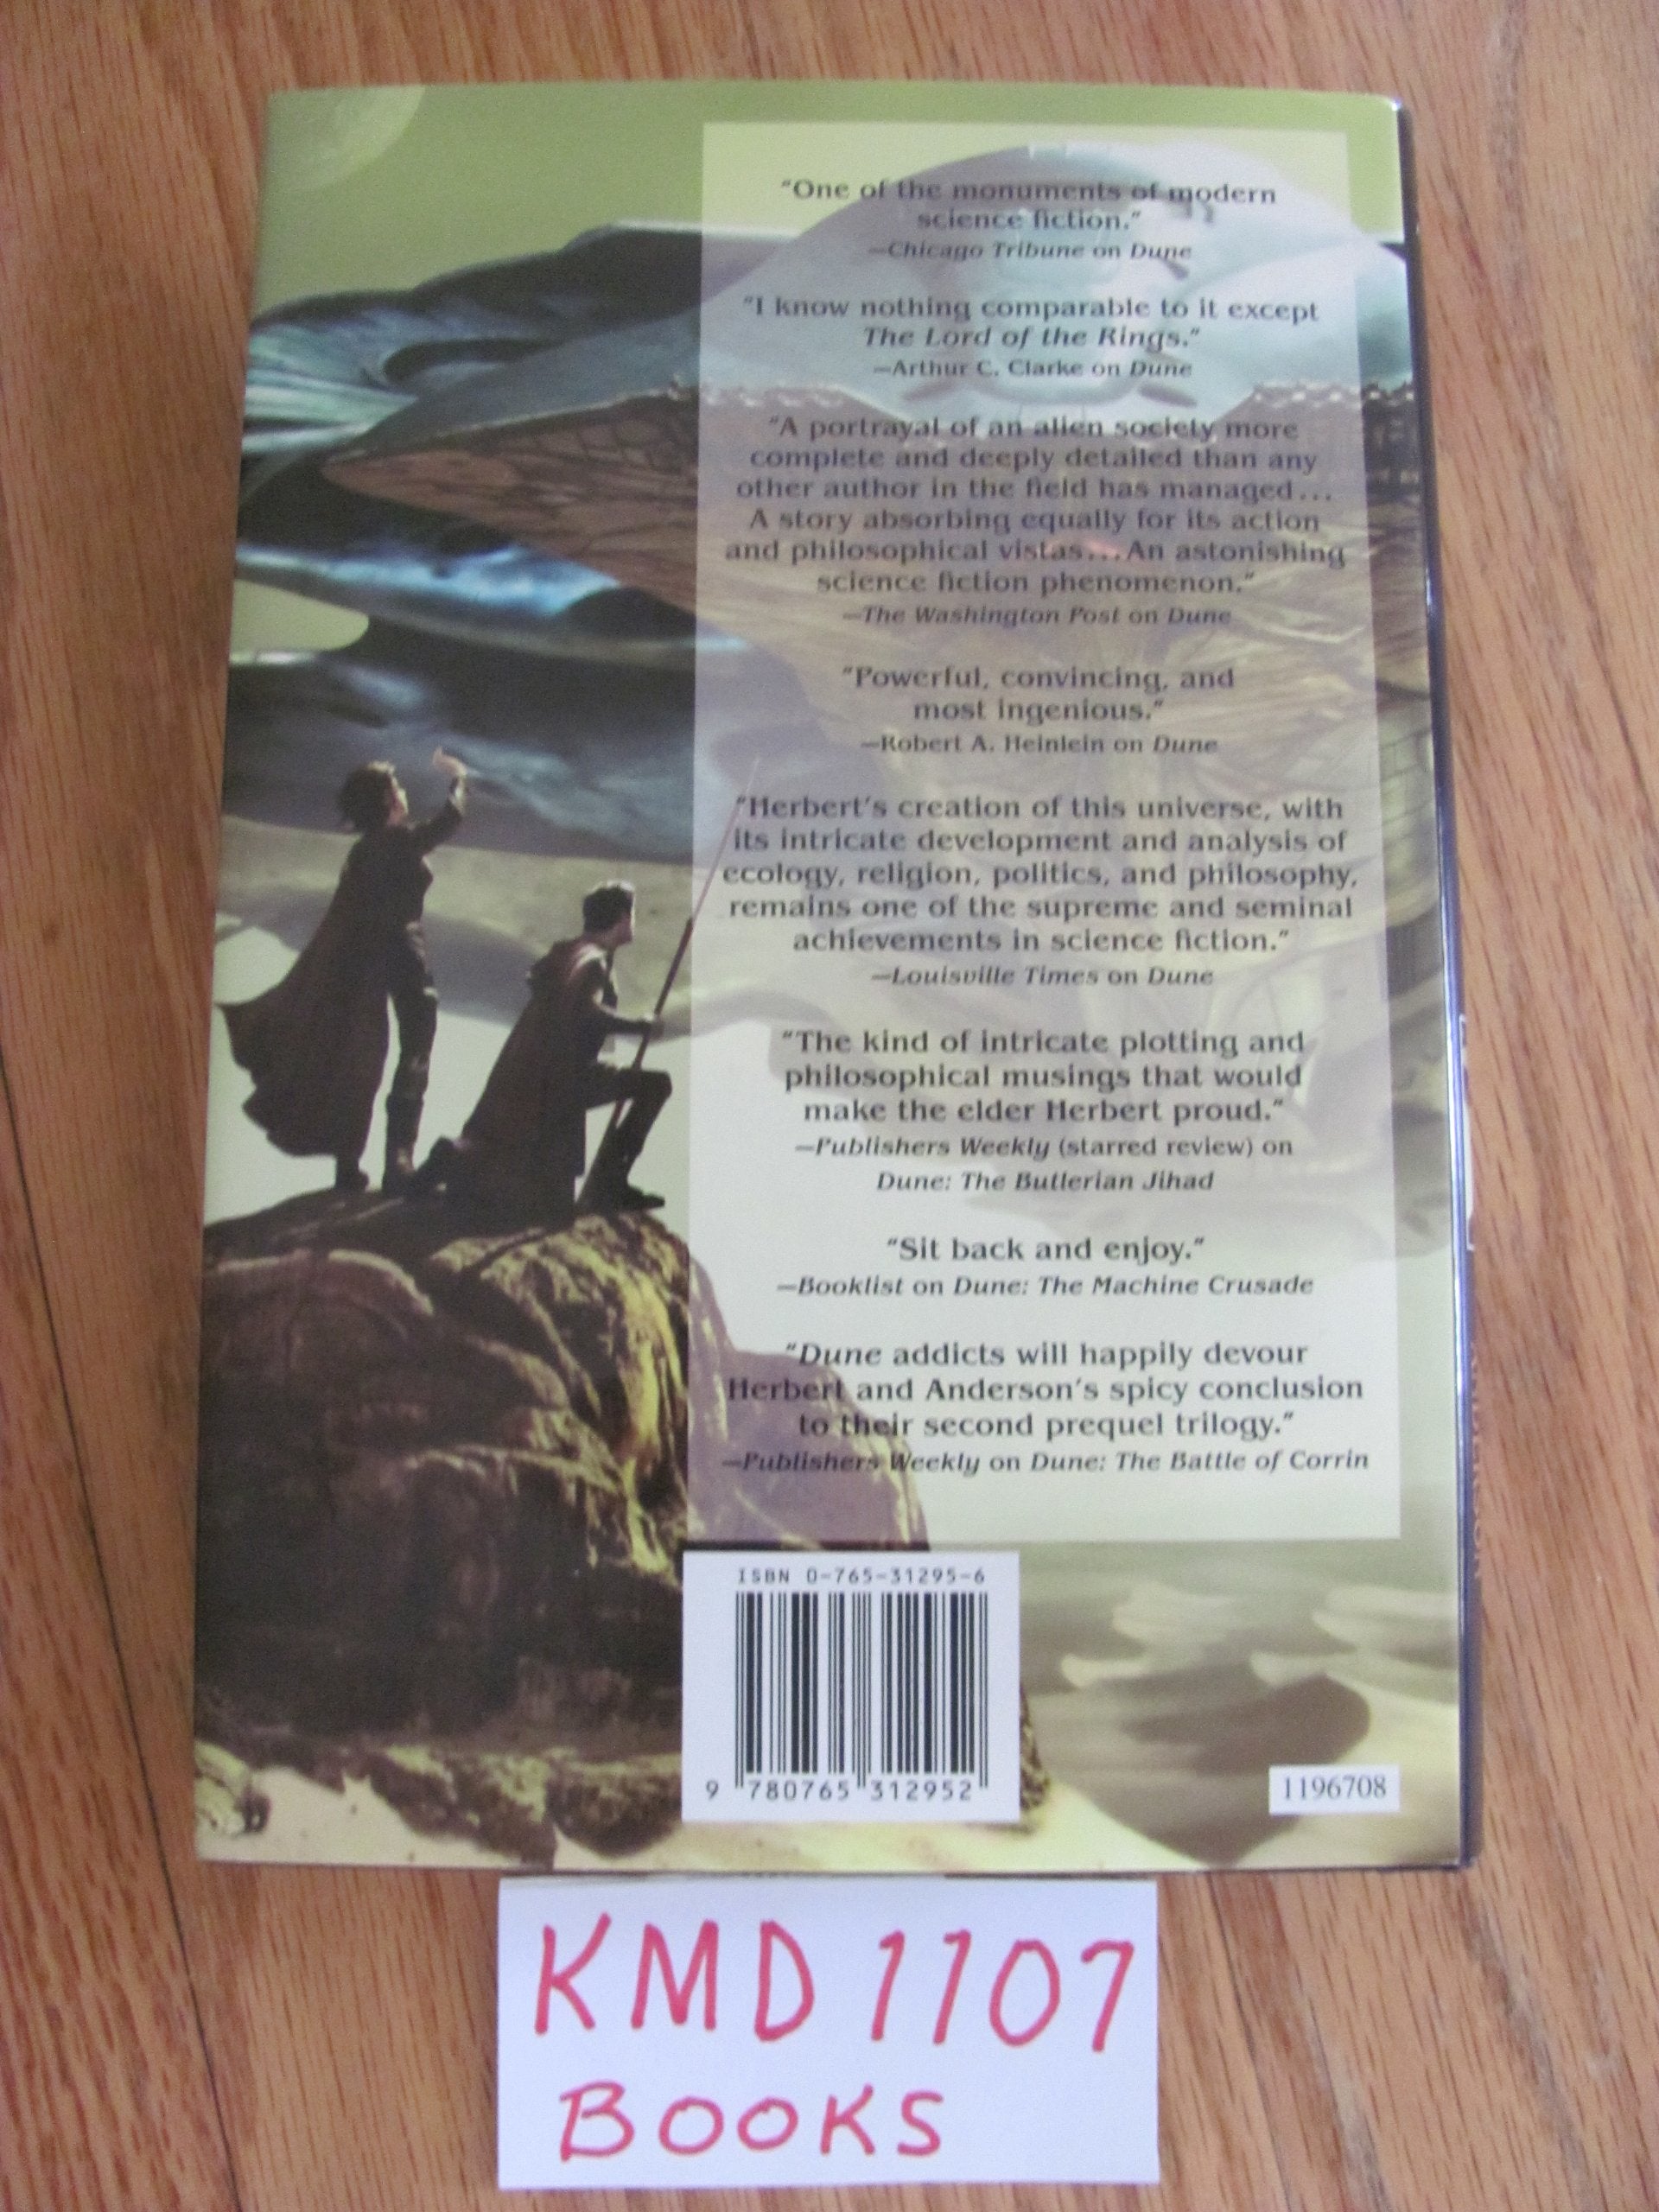 "One of the monuments of modern
science fiction."
—Chicago Tribune on Dune
"I know nothing comparable to it except
The Lord of the Rings."
—Arthur C. Clarke on Dune
"A portrayal of an alien society more
complete and deeply detailed than any
other author in the field has managed...
A story absorbing equally for its action
and philosophical vistas...An astonishing
science fiction phenomenon."
—The Washington Post on Dune
"Powerful, convincing, and
most ingenious."
—Robert A. Heinlein on Dune
"Herbert's creation of this universe, with
its intricate development and analysis of
ecology, religion, politics, and philosophy,
remains one of the supreme and seminal
achievements in science fiction."
—Louisville Times on Dune
"The kind of intricate plotting and
philosophical musings that would
make the elder Herbert proud."
—Publishers Weekly (starred review) on
Dune: The Butlerian Jihad
"Sit back and enjoy."
—Booklist on Dune: The Machine Crusade
"Dune addicts will happily devour
Herbert and Anderson's spicy conclusion
to their second prequel trilogy."
—Publishers Weekly on Dune: The Battle of Corrin
ISBN 0-765-31295-6
9 780765 312952
1196708
KMD 1107
BOOKS